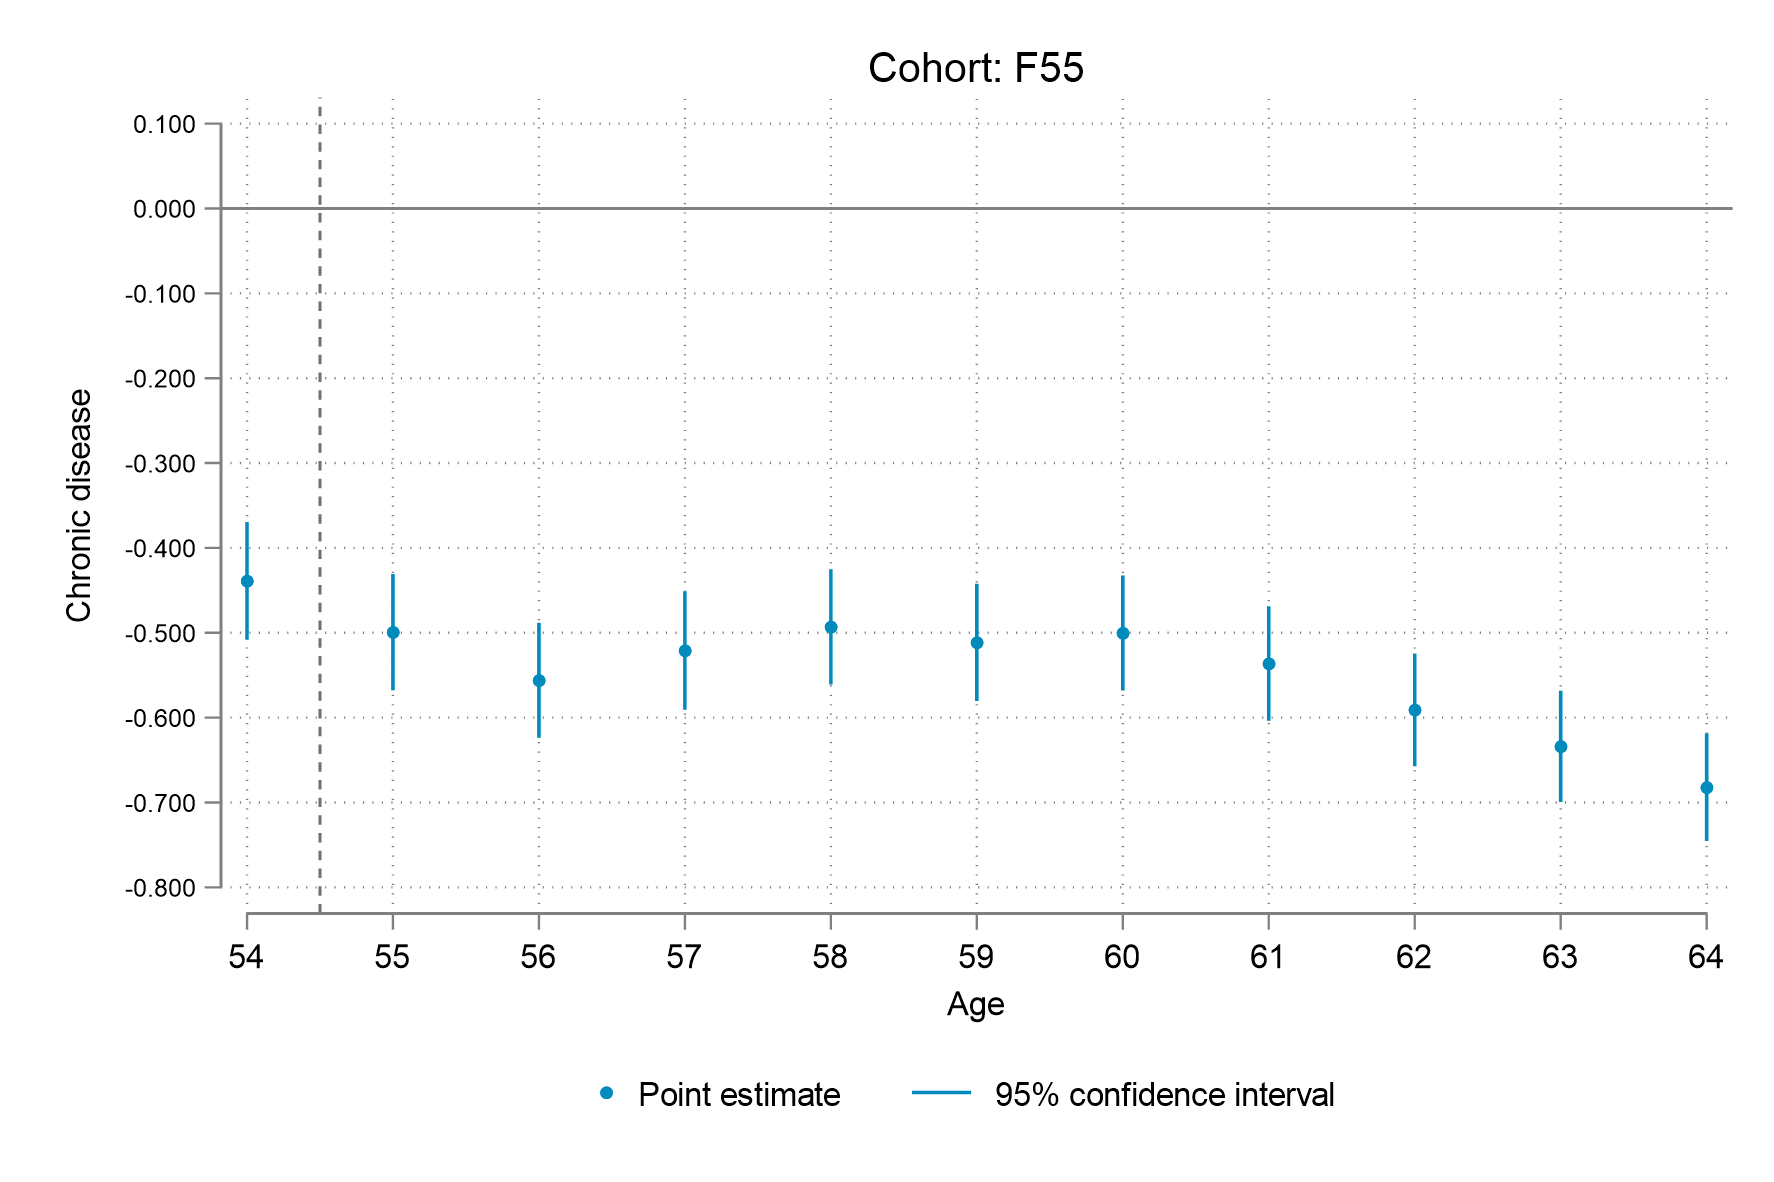 Cohort: F55
0.100
0.000
-0.100
-0.200
-0.300
-0.400
-0.500
-0.600
-0.700
-0.800
Chronic disease
54 55 56 57 58 59 60 61 62 63 64
Age
Point estimate 95% confidence interval